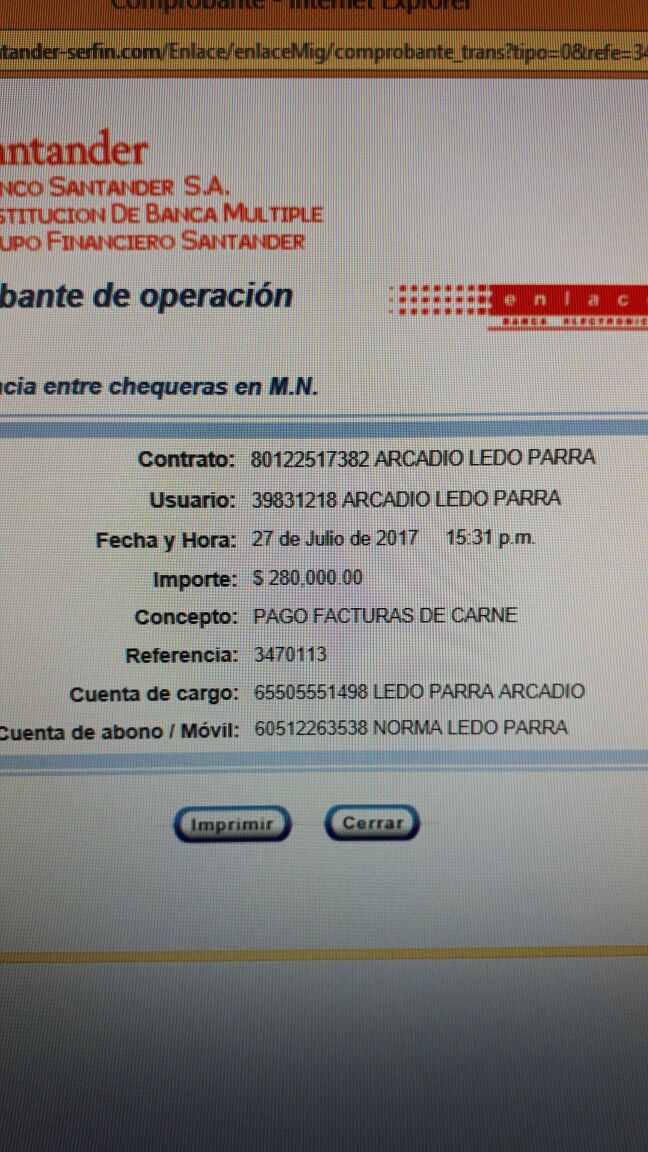 Comprobante - Internet Explorer
tander-serfin.com/Enlace/enlaceMig/comprobante_trans?tipo=0&refe=34
antander
NCO SANTANDER S.A.
STITUCION DE BANCA MULTIPLE
UPO FINANCIERO SANTANDER
bante de operación
enlac
BANCA ELECTRONIC
cia entre chequeras en M.N.
Contrato: 80122517382 ARCADIO LEDO PARRA
Usuario: 39831218 ARCADIO LEDO PARRA
Fecha y Hora: 27 de Julio de 2017 15:31 p.m.
Importe: $ 280,000.00
Concepto: PAGO FACTURAS DE CARNE
Referencia: 3470113
Cuenta de cargo: 65505551498 LEDO PARRA ARCADIO
Cuenta de abono / Móvil: 60512263538 NORMA LEDO PARRA
Imprimir Cerrar